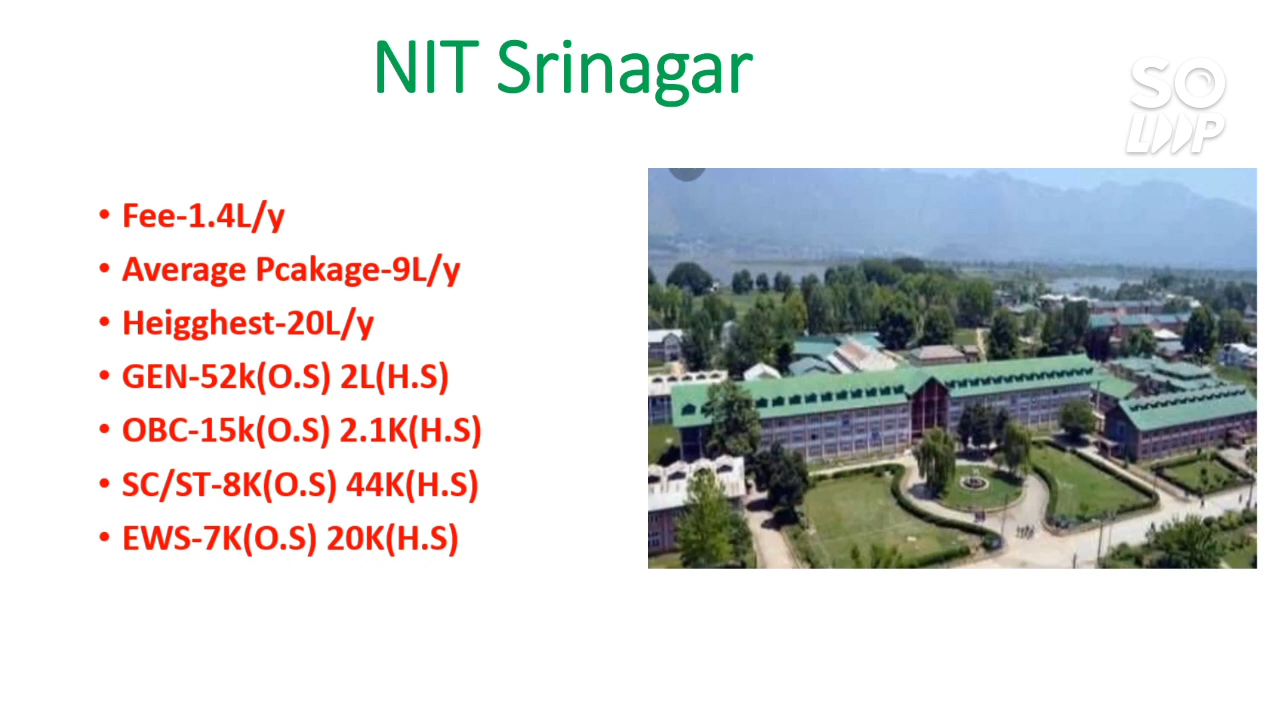 NIT Srinagar
SO
LOOP
• Fee-1.4L/y
• Average Pcakage-9L/y
• Heigghest-20L/y
• GEN-52k(O.S) 2L(H.S)
• OBC-15k(O.S) 2.1K(H.S)
• SC/ST-8K(O.S) 44K(H.S)
• EWS-7K(O.S) 20K(H.S)